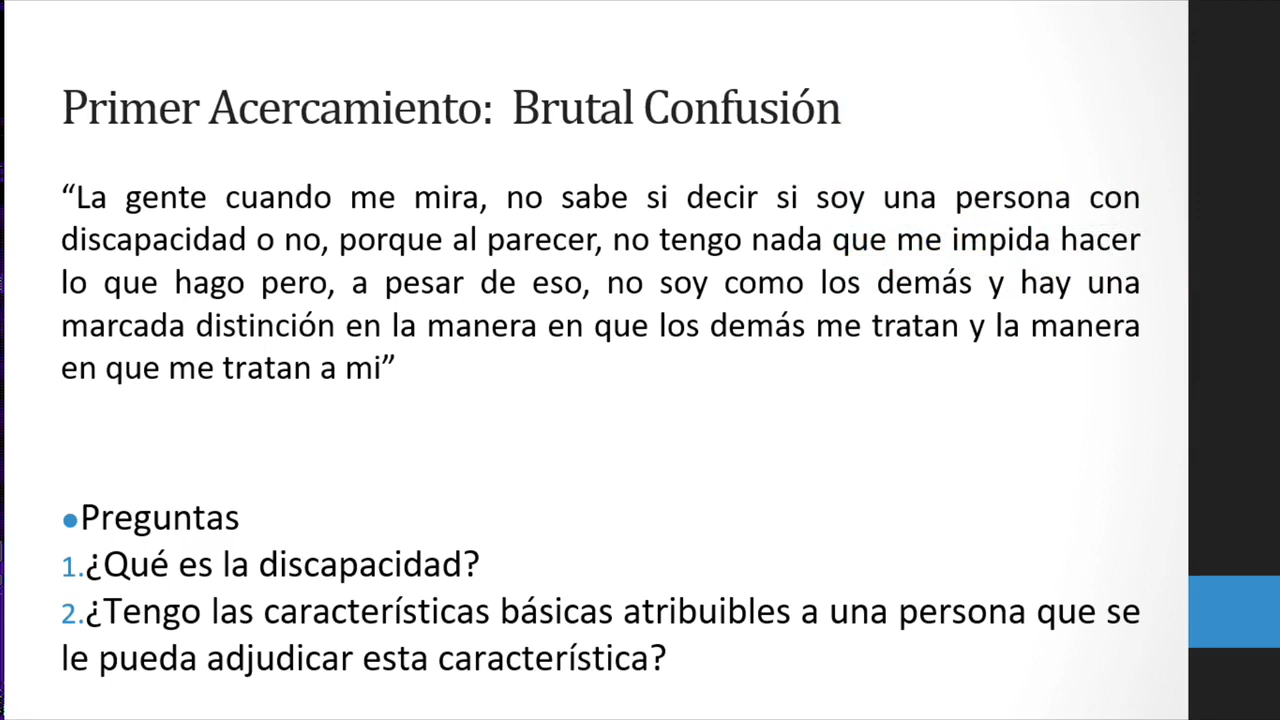 Primer Acercamiento: Brutal Confusión
“La gente cuando me mira, no sabe si decir si soy una persona con
discapacidad o no, porque al parecer, no tengo nada que me impida hacer
lo que hago pero, a pesar de eso, no soy como los demás y hay una
marcada distinción en la manera en que los demás me tratan y la manera
en que me tratan a mi”
●Preguntas
1.¿Qué es la discapacidad?
2.¿Tengo las características básicas atribuibles a una persona que se
le pueda adjudicar esta característica?